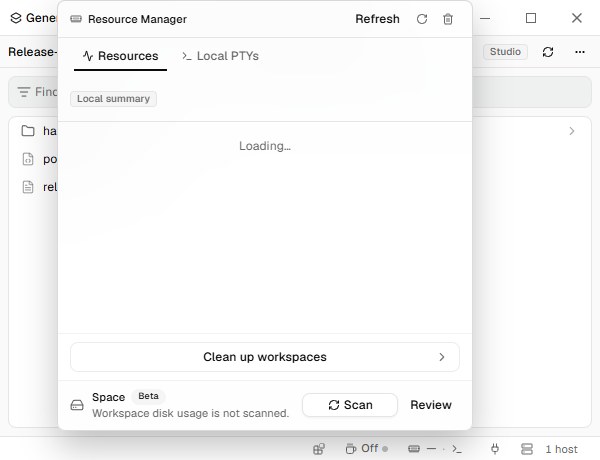 Gener
Resource Manager
Refresh
Release-
Resources
Local PTYs
Studio
Find
Local summary
Loading...
ha
po
rel
Clean up workspaces
Space Beta
Workspace disk usage is not scanned.
Scan
Review
Off
1 host